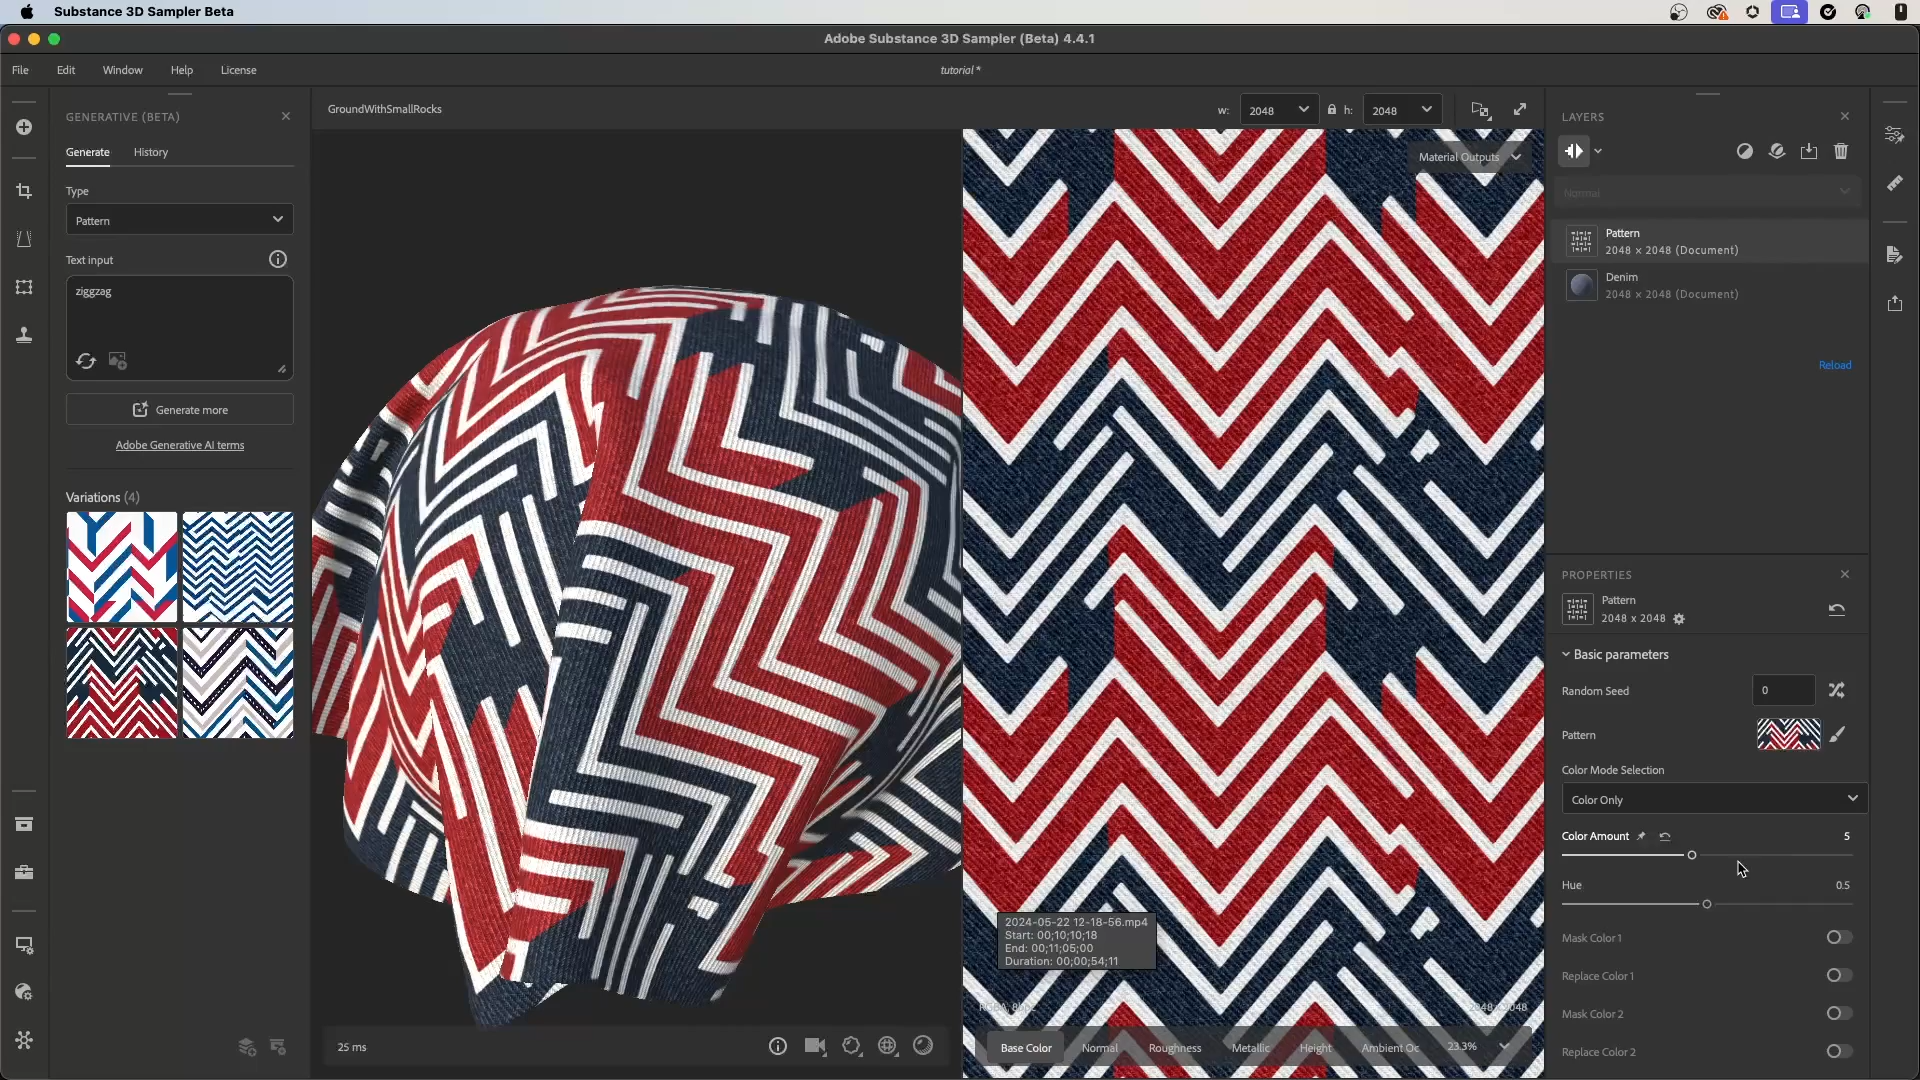 Substance 3D Sampler Beta
Adobe Substance 3D Sampler (Beta) 4.4.1
File Edit Window Help License
tutorial *
GENERATIVE (BETA)
Generate History
Type
Pattern
Text input
ziggzag
Generate more
Adobe Generative AI terms
Variations (4)
GroundWithSmallRocks
w: 2048 h: 2048
Material Outputs
2024-05-22 12-18-56.mp4
Start: 00;10;10;18
End: 00;11;05;00
Duration: 00;00;54;11
25 ms
Base Color Normal Roughness Metallic Height Ambient Oc 23.3%
LAYERS
Normal
Pattern
2048 x 2048 (Document)
Denim
2048 x 2048 (Document)
Reload
PROPERTIES
Pattern
2048 x 2048
Basic parameters
Random Seed 0
Pattern
Color Mode Selection
Color Only
Color Amount 5
Hue 0.5
Mask Color 1
Replace Color 1
Mask Color 2
Replace Color 2